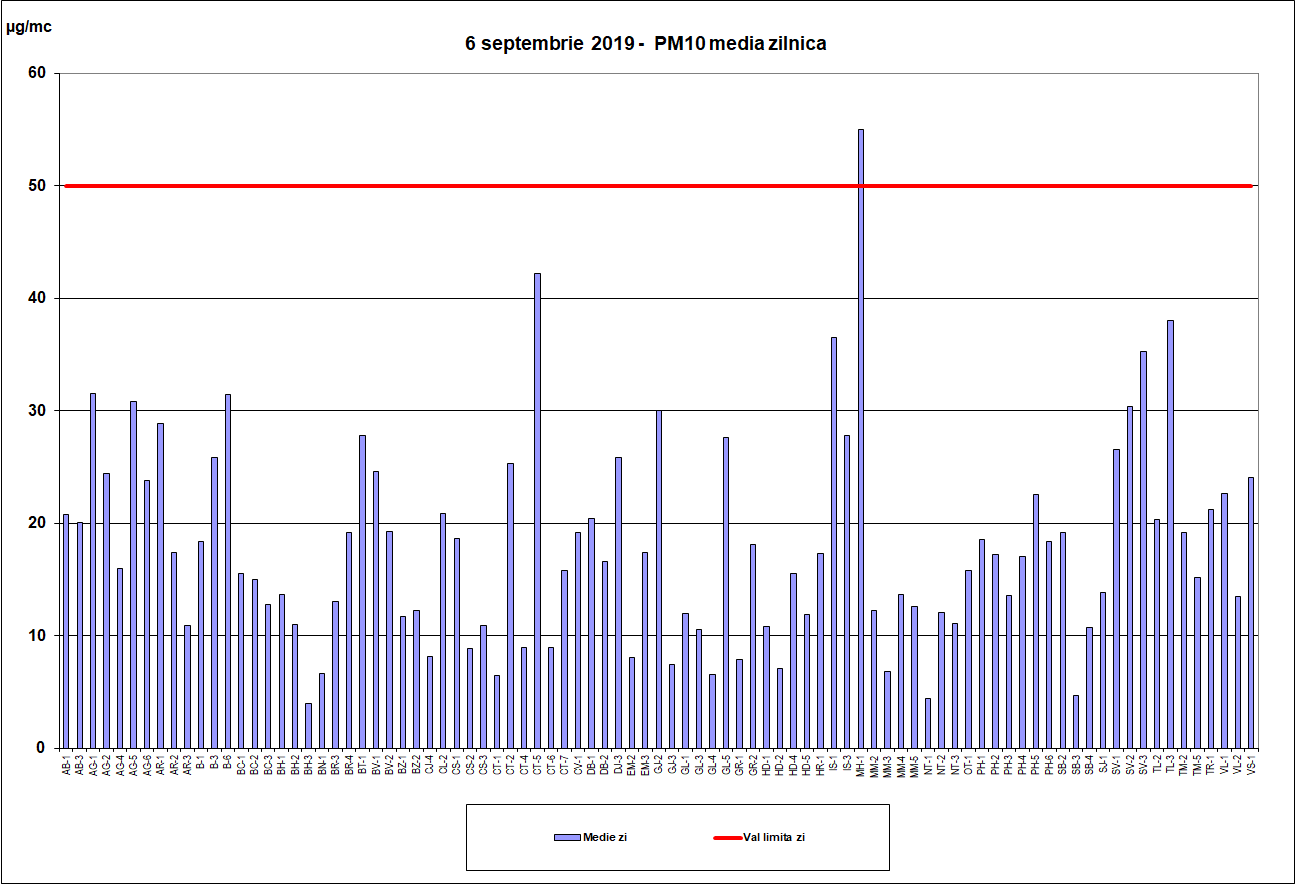 µg/mc
6 septembrie 2019 - PM10 media zilnica
60
50
40
30
20
10
0
AB-1 AB-3 AG-1 AG-2 AG-4 AG-5 AG-6 AR-1 AR-2 AR-3 B-1 B-3 B-6 BC-1 BC-2 BC-3 BH-1 BH-2 BH-3 BN-1 BR-3 BR-4 BT-1 BV-1 BV-2 BZ-1 BZ-2 CJ-4 CL-2 CS-1 CS-2 CS-3 CT-1 CT-2 CT-4 CT-5 CT-6 CT-7 CV-1 DB-1 DB-2 DJ-3 EM-2 EM-3 GJ-2 GJ-3 GL-1 GL-3 GL-4 GL-5 GR-1 GR-2 HD-1 HD-2 HD-4 HD-5 HR-1 IS-1 IS-3 MH-1 MM-2 MM-3 MM-4 MM-5 NT-1 NT-2 NT-3 OT-1 PH-1 PH-2 PH-3 PH-4 PH-5 PH-6 SB-2 SB-3 SB-4 SJ-1 SV-1 SV-2 SV-3 TL-2 TL-3 TM-2 TM-5 TR-1 VL-1 VL-2 VS-1
Medie zi
Val limita zi